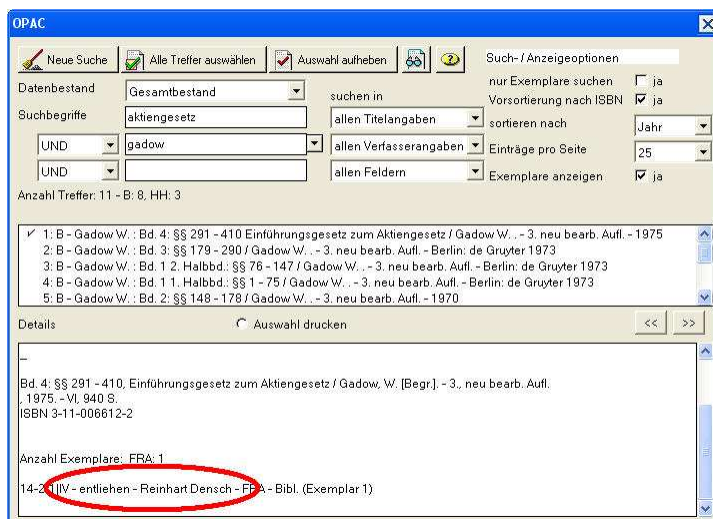 OPAC
Neue Suche Alle Treffer auswählen Auswahl aufheben Such-/Anzeigeoptionen
nur Exemplare suchen ja
Datenbestand Gesamtbestand suchen in Vorsortierung nach ISBN ja
Suchbegriffe aktiengesetz allen Titelangaben sortieren nach Jahr
UND gadow allen Verfasserangaben Einträge pro Seite 25
UND allen Feldern Exemplare anzeigen ja
Anzahl Treffer: 11 - B: 8, HH: 3
1: B - Gadow W. : Bd. 4: §§ 291 - 410 Einführungsgesetz zum Aktiengesetz / Gadow W. . - 3. neu bearb. Aufl. - 1975
2: B - Gadow W. : Bd. 3: §§ 179 - 290 / Gadow W. . - 3. neu bearb. Aufl. - Berlin: de Gruyter 1973
3: B - Gadow W. : Bd. 1 2. Halbbd.: §§ 76 - 147 / Gadow W. . - 3. neu bearb. Aufl. - Berlin: de Gruyter 1973
4: B - Gadow W. : Bd. 1 1. Halbbd.: §§ 1 - 75 / Gadow W. . - 3. neu bearb. Aufl. - Berlin: de Gruyter 1973
5: B - Gadow W. : Bd. 2: §§ 148 - 178 / Gadow W. . - 3. neu bearb. Aufl. - 1970
Details Auswahl drucken << >>
Bd. 4: §§ 291 - 410, Einführungsgesetz zum Aktiengesetz / Gadow, W. [Begr.]. - 3., neu bearb. Aufl.
, 1975. - VI, 940 S.
ISBN 3-11-006612-2
Anzahl Exemplare: FRA: 1
entliehen - Reinhart Densch - FRA - Bibl. (Exemplar 1)